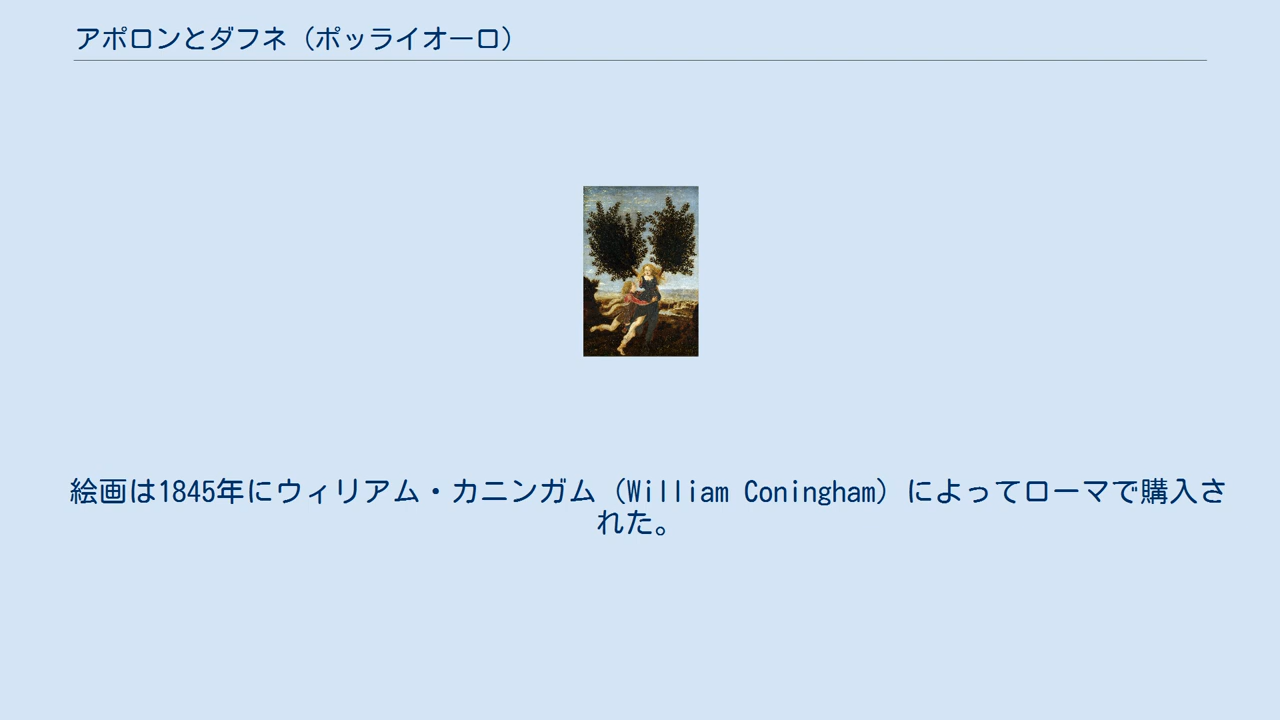 アポロンとダフネ（ポッライオーロ）
絵画は1845年にウィリアム・カニンガム（William Coningham）によってローマで購入さ
れた。